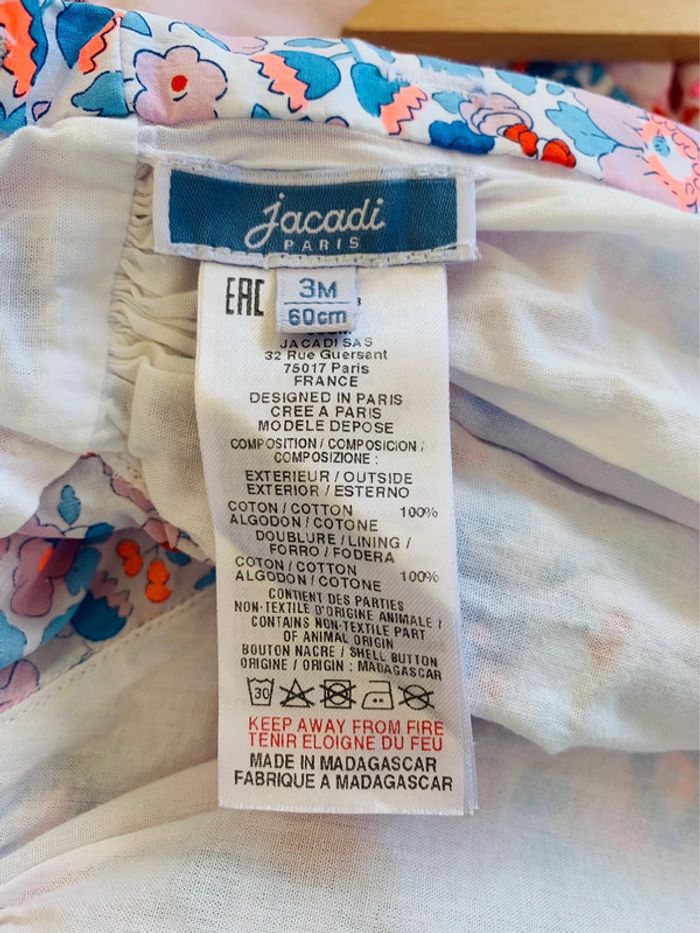 jacadi
PARIS
EAC
3M
60cm
JACADI SAS
32 Rue Guersant
75017 Paris
FRANCE
DESIGNED IN PARIS
CREE A PARIS
MODELE DEPOSE
COMPOSITION / COMPOSICION /
COMPOSIZIONE :
EXTERIEUR / OUTSIDE
EXTERIOR / ESTERNO
COTON / COTTON 100%
ALGODON / COTONE
DOUBLURE / LINING /
FORRO / FODERA
COTON / COTTON
ALGODON / COTONE 100%
CONTIENT DES PARTIES
NON-TEXTILE D'ORIGINE ANIMALE /
CONTAINS NON-TEXTILE PART
OF ANIMAL ORIGIN
BOUTON NACRE / SHELL BUTTON
ORIGINE / ORIGIN : MADAGASCAR
30
KEEP AWAY FROM FIRE
TENIR ELOIGNE DU FEU
MADE IN MADAGASCAR
FABRIQUE A MADAGASCAR